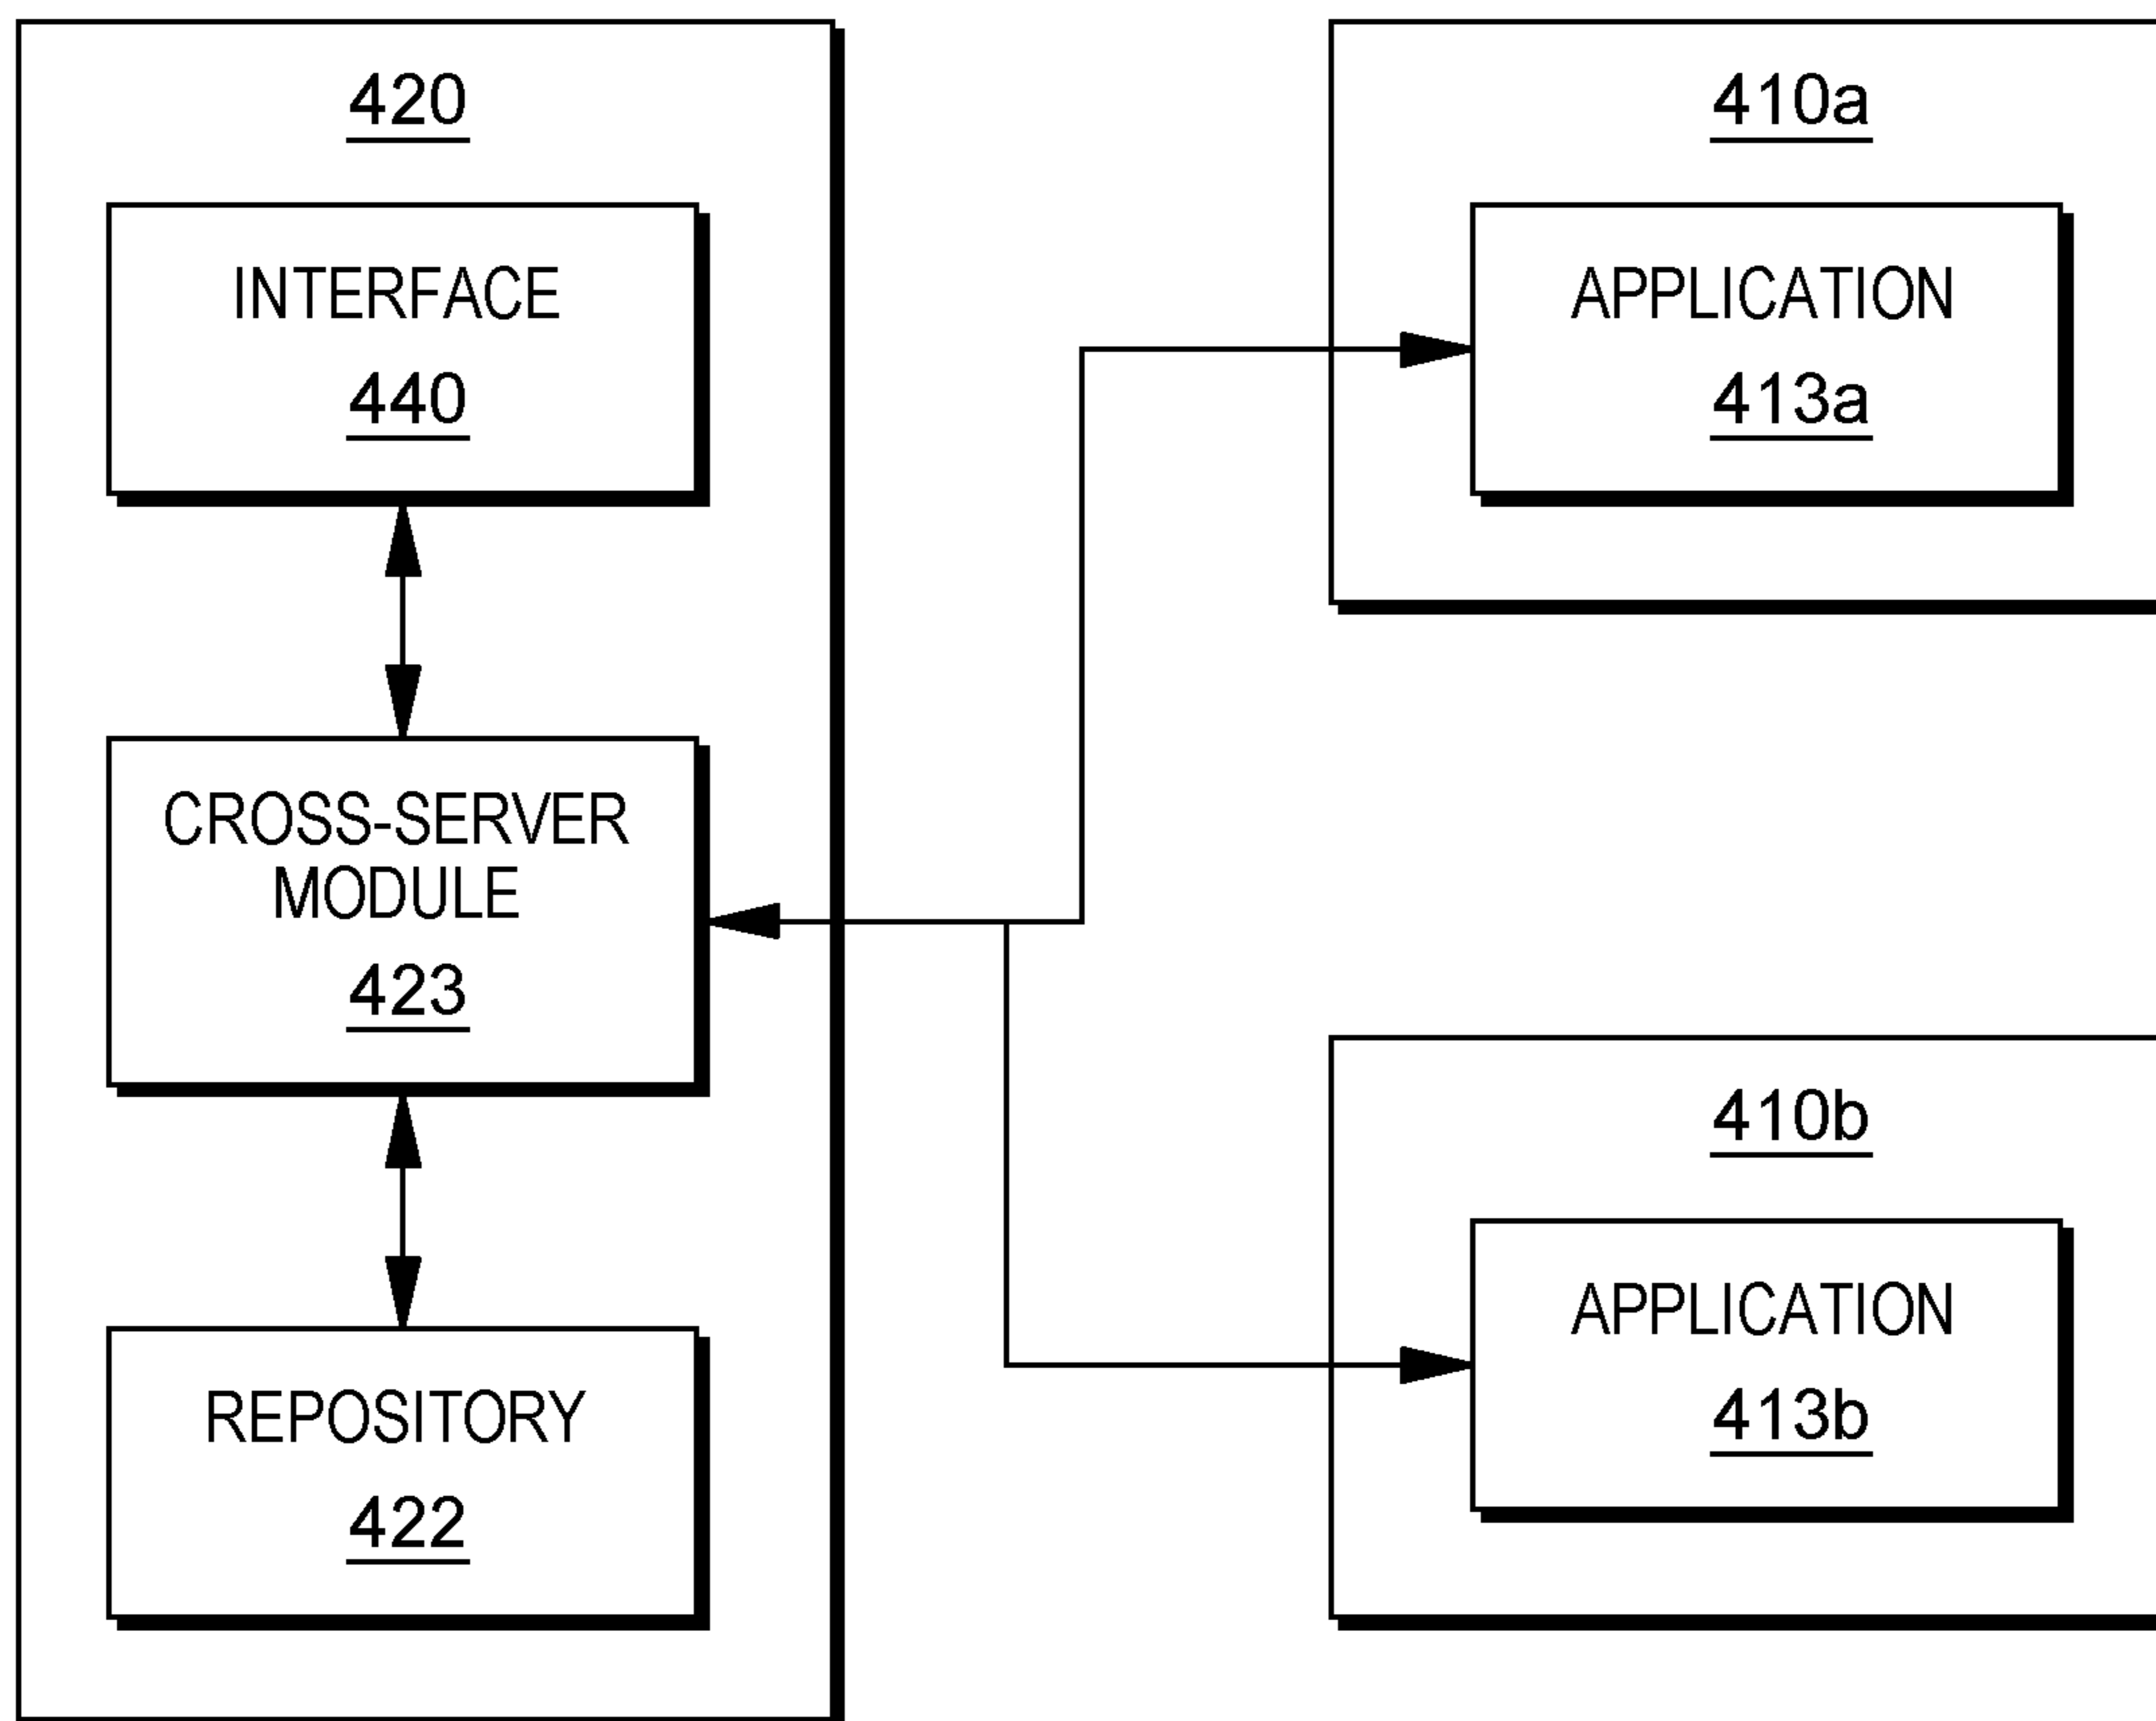 420
INTERFACE
440
CROSS-SERVER
MODULE
423
REPOSITORY
422
410a
APPLICATION
413a
410b
APPLICATION
413b